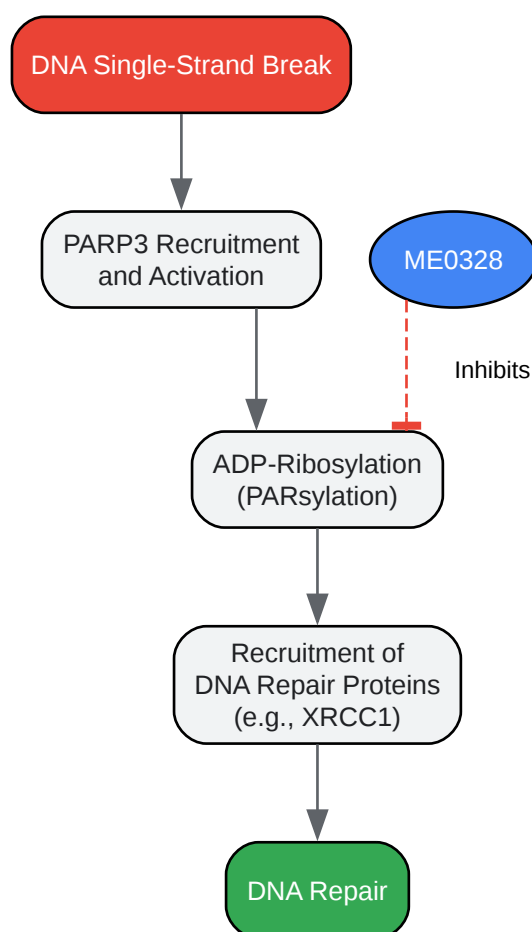 DNA Single-Strand Break
PARP3 Recruitment
and Activation
ME0328
Inhibits
ADP-Ribosylation
(PARsylation)
Recruitment of
DNA Repair Proteins
(e.g., XRCC1)
DNA Repair